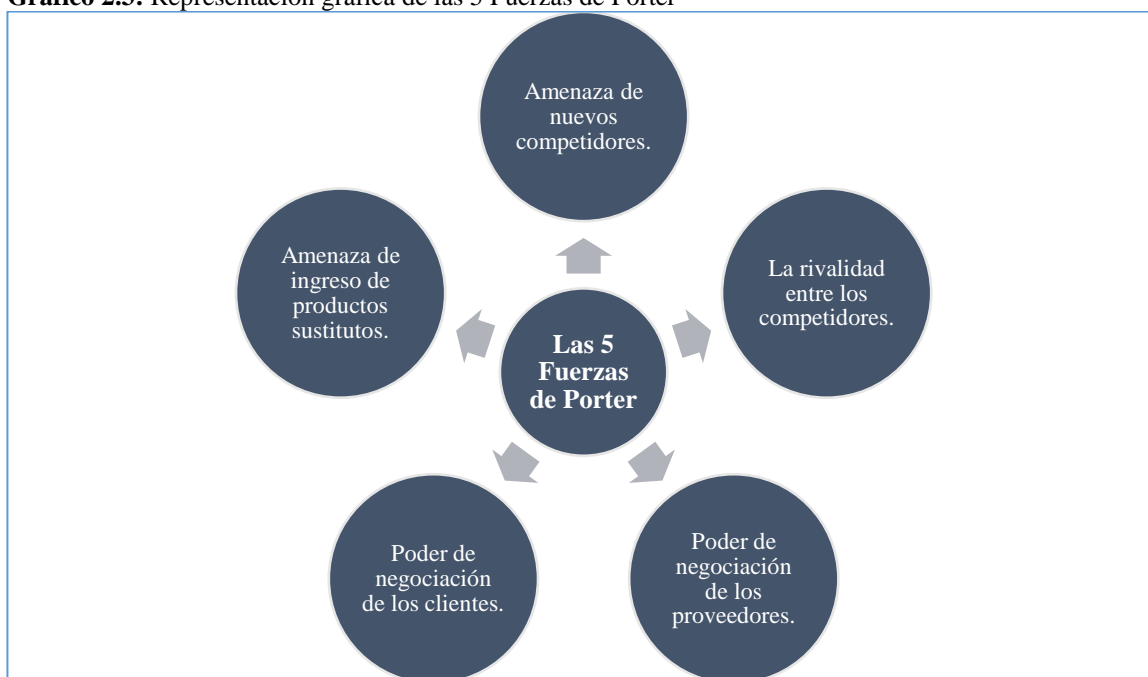 Gráfico 2.3: Representación gráfica de las 5 Fuerzas de Porter
Amenaza de
nuevos
competidores.
La rivalidad
entre los
competidores.
Poder de
negociación
de los
proveedores.
Poder de
negociación
de los clientes.
Amenaza de
ingreso de
productos
sustitutos.
Las 5
Fuerzas
de Porter